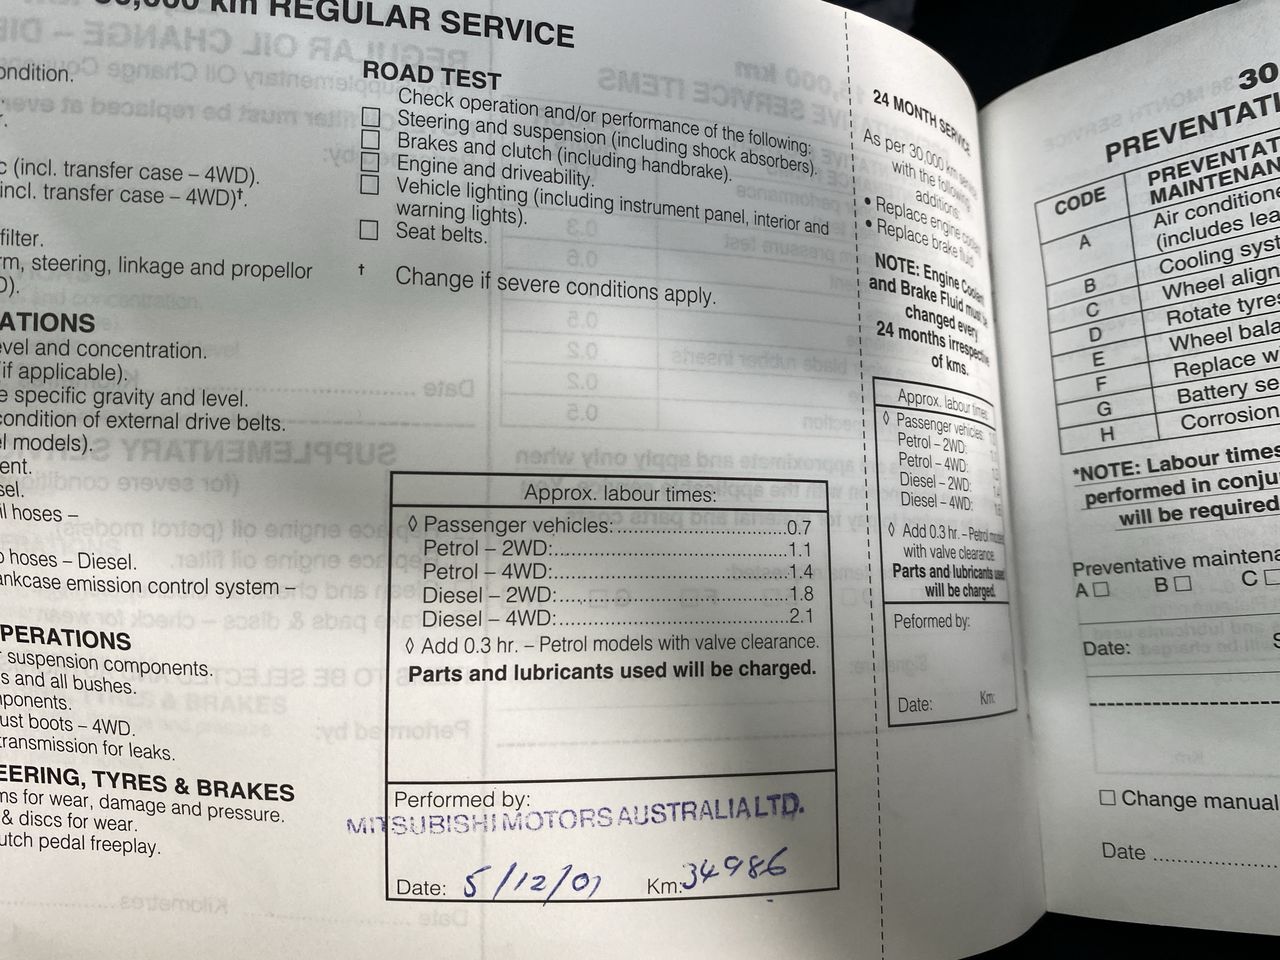 km REGULAR SERVICE
ondition.
c (incl. transfer case – 4WD).
incl. transfer case – 4WD)†.
filter.
rm, steering, linkage and propellor
D).
ATIONS
evel and concentration.
if applicable).
e specific gravity and level.
condition of external drive belts.
el models).
ent.
sel.
il hoses –
o hoses – Diesel.
ankcase emission control system –
PERATIONS
suspension components.
s and all bushes.
mponents.
ust boots – 4WD.
transmission for leaks.
EERING, TYRES & BRAKES
ms for wear, damage and pressure.
& discs for wear.
utch pedal freeplay.
ROAD TEST
Check operation and/or performance of the following:
Steering and suspension (including shock absorbers).
Brakes and clutch (including handbrake).
Engine and driveability.
Vehicle lighting (including instrument panel, interior and
warning lights).
Seat belts.
† Change if severe conditions apply.
Approx. labour times:
◊ Passenger vehicles:..............................0.7
Petrol – 2WD:.........................................1.1
Petrol – 4WD:.........................................1.4
Diesel – 2WD:.........................................1.8
Diesel – 4WD:.........................................2.1
◊ Add 0.3 hr. – Petrol models with valve clearance.
Parts and lubricants used will be charged.
Performed by:
MITSUBISHI MOTORS AUSTRALIA LTD.
Date: 5/12/01 Km: 34986
24 MONTH SERVICE
As per 30,000 km service
with the following
additions:
• Replace engine coolant
• Replace brake fluid
NOTE: Engine Coolant
and Brake Fluid must be
changed every
24 months irrespective
of kms.
Approx. labour times:
◊ Passenger vehicles:
Petrol – 2WD:
Petrol – 4WD:
Diesel – 2WD:
Diesel – 4WD:
◊ Add 0.3 hr. – Petrol models
with valve clearance.
Parts and lubricants used
will be charged.
Peformed by:
Date: Km:
30
PREVENTATI
CODE PREVENTAT
MAINTENAN
A Air conditione
(includes lea
B Cooling syst
C Wheel align
D Rotate tyres
E Wheel bala
F Replace w
G Battery se
H Corrosion
*NOTE: Labour times
performed in conju
will be required
Preventative maintena
A B C
Date: S
Change manual
Date ....................